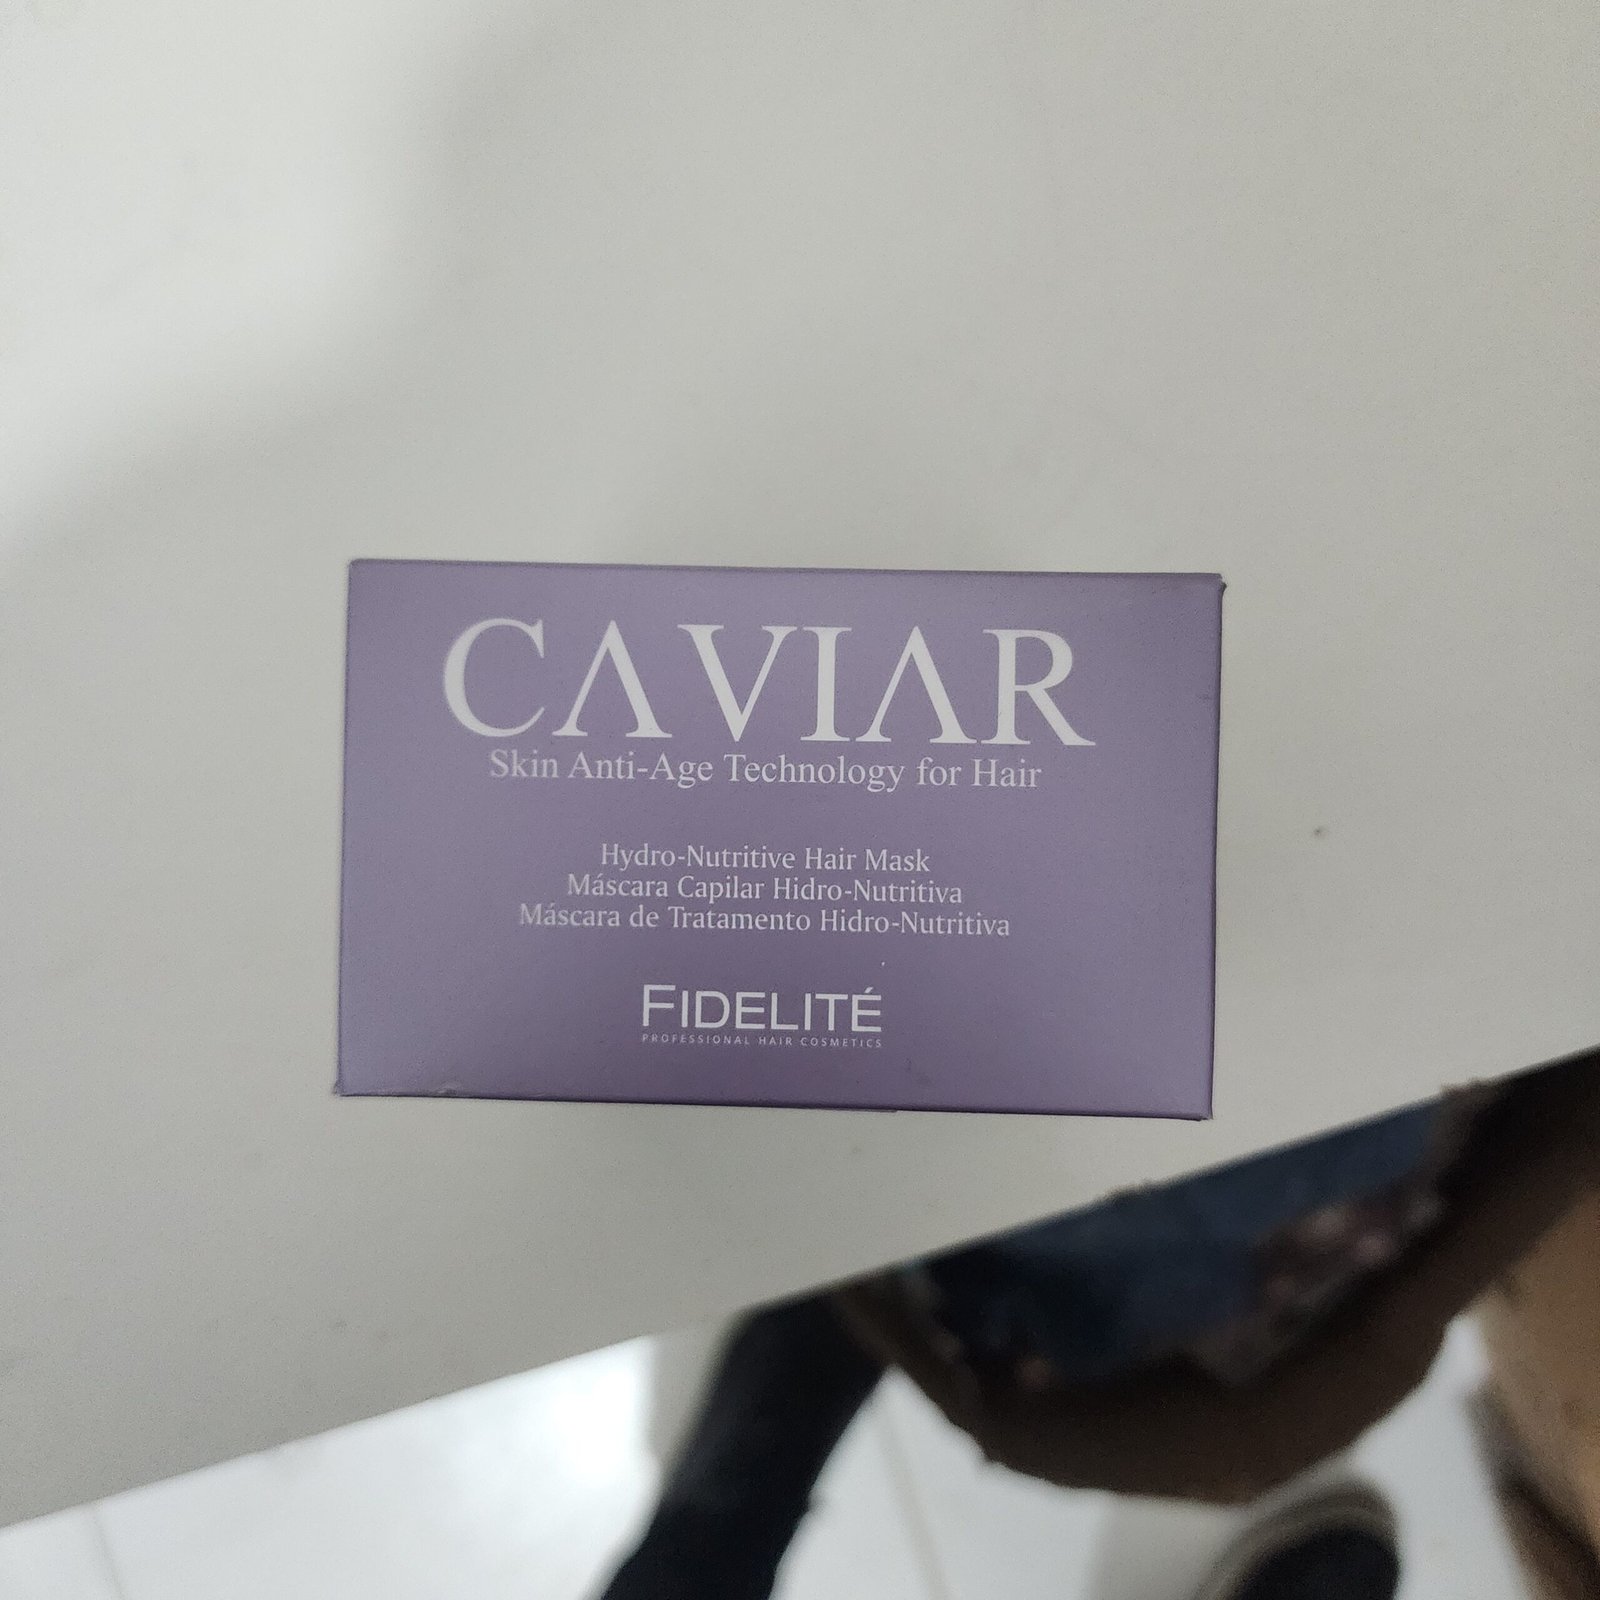 CAVIAR
Skin Anti-Age Technology for Hair
Hydro-Nutritive Hair Mask
Máscara Capilar Hidro-Nutritiva
Máscara de Tratamento Hidro-Nutritiva
FIDELITÉ
PROFESSIONAL HAIR COSMETICS